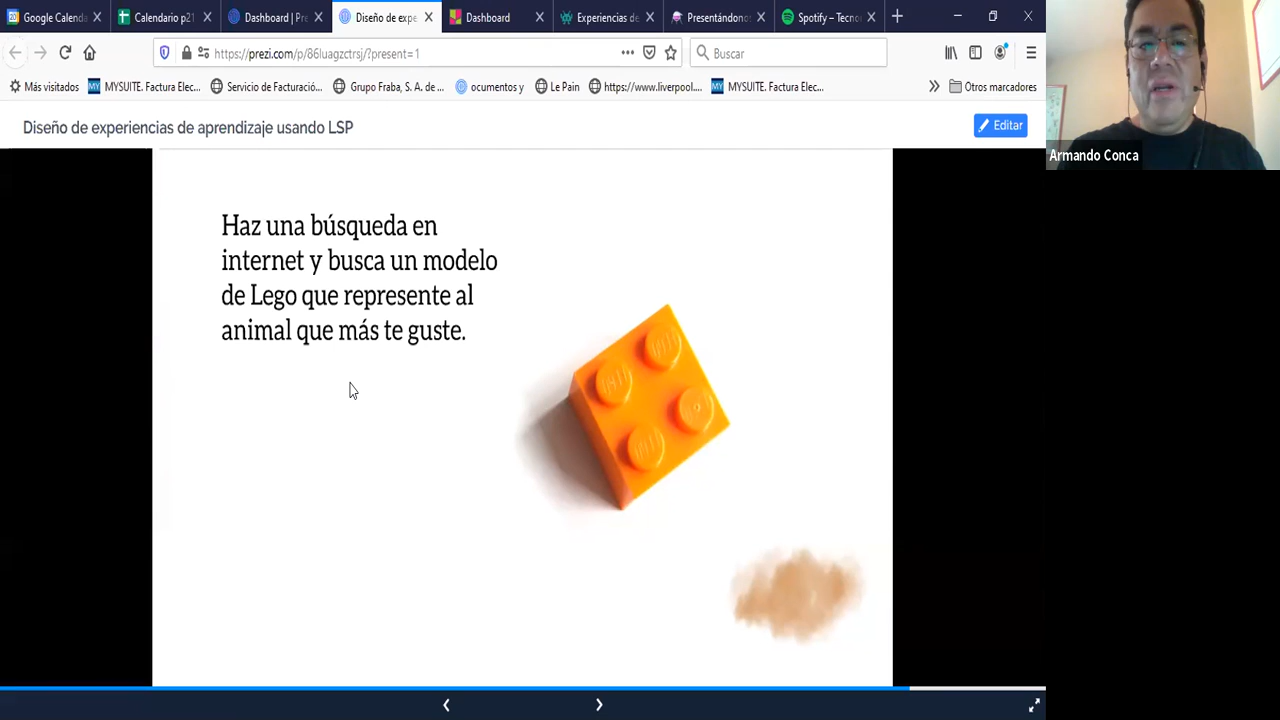 Google Calenda
Calendario p21
Dashboard | Pre
Diseño de expe
Dashboard
Experiencias de
Presentándonos
Spotify – Tecno
https://prezi.com/p/86luagzctrsj/?present=1
Buscar
Más visitados
MYSUITE. Factura Elec...
Servicio de Facturació...
Grupo Fraba, S. A. de ...
ocumentos y
Le Pain
https://www.liverpool....
MYSUITE. Factura Elec...
Otros marcadores
Diseño de experiencias de aprendizaje usando LSP
Editar
Armando Conca
Haz una búsqueda en
internet y busca un modelo
de Lego que represente al
animal que más te guste.